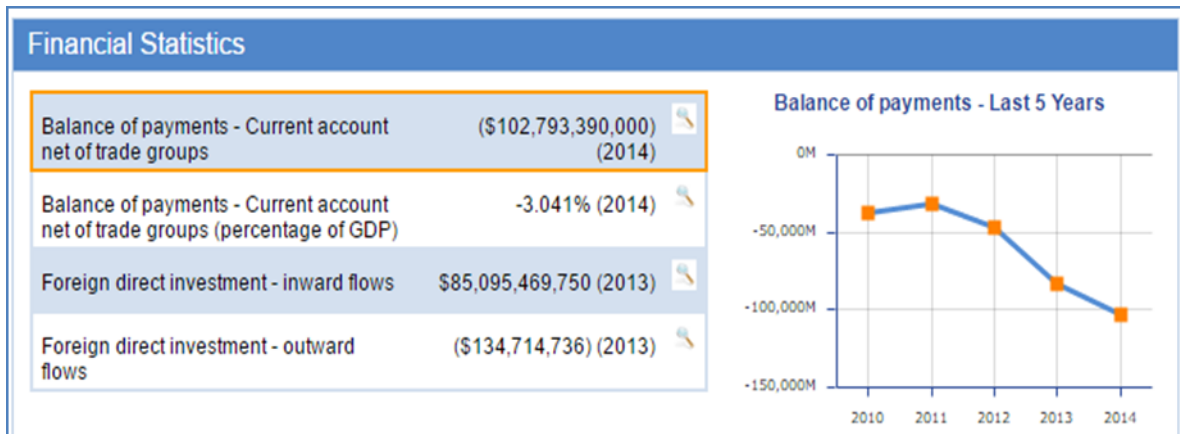 Financial Statistics
Balance of payments - Current account
net of trade groups
($102,793,390,000)
(2014)
Balance of payments - Current account
net of trade groups (percentage of GDP)
-3.041% (2014)
Foreign direct investment - inward flows
$85,095,469,750 (2013)
Foreign direct investment - outward
flows
($134,714,736) (2013)
Balance of payments - Last 5 Years
0M
-50,000M
-100,000M
-150,000M
2010 2011 2012 2013 2014